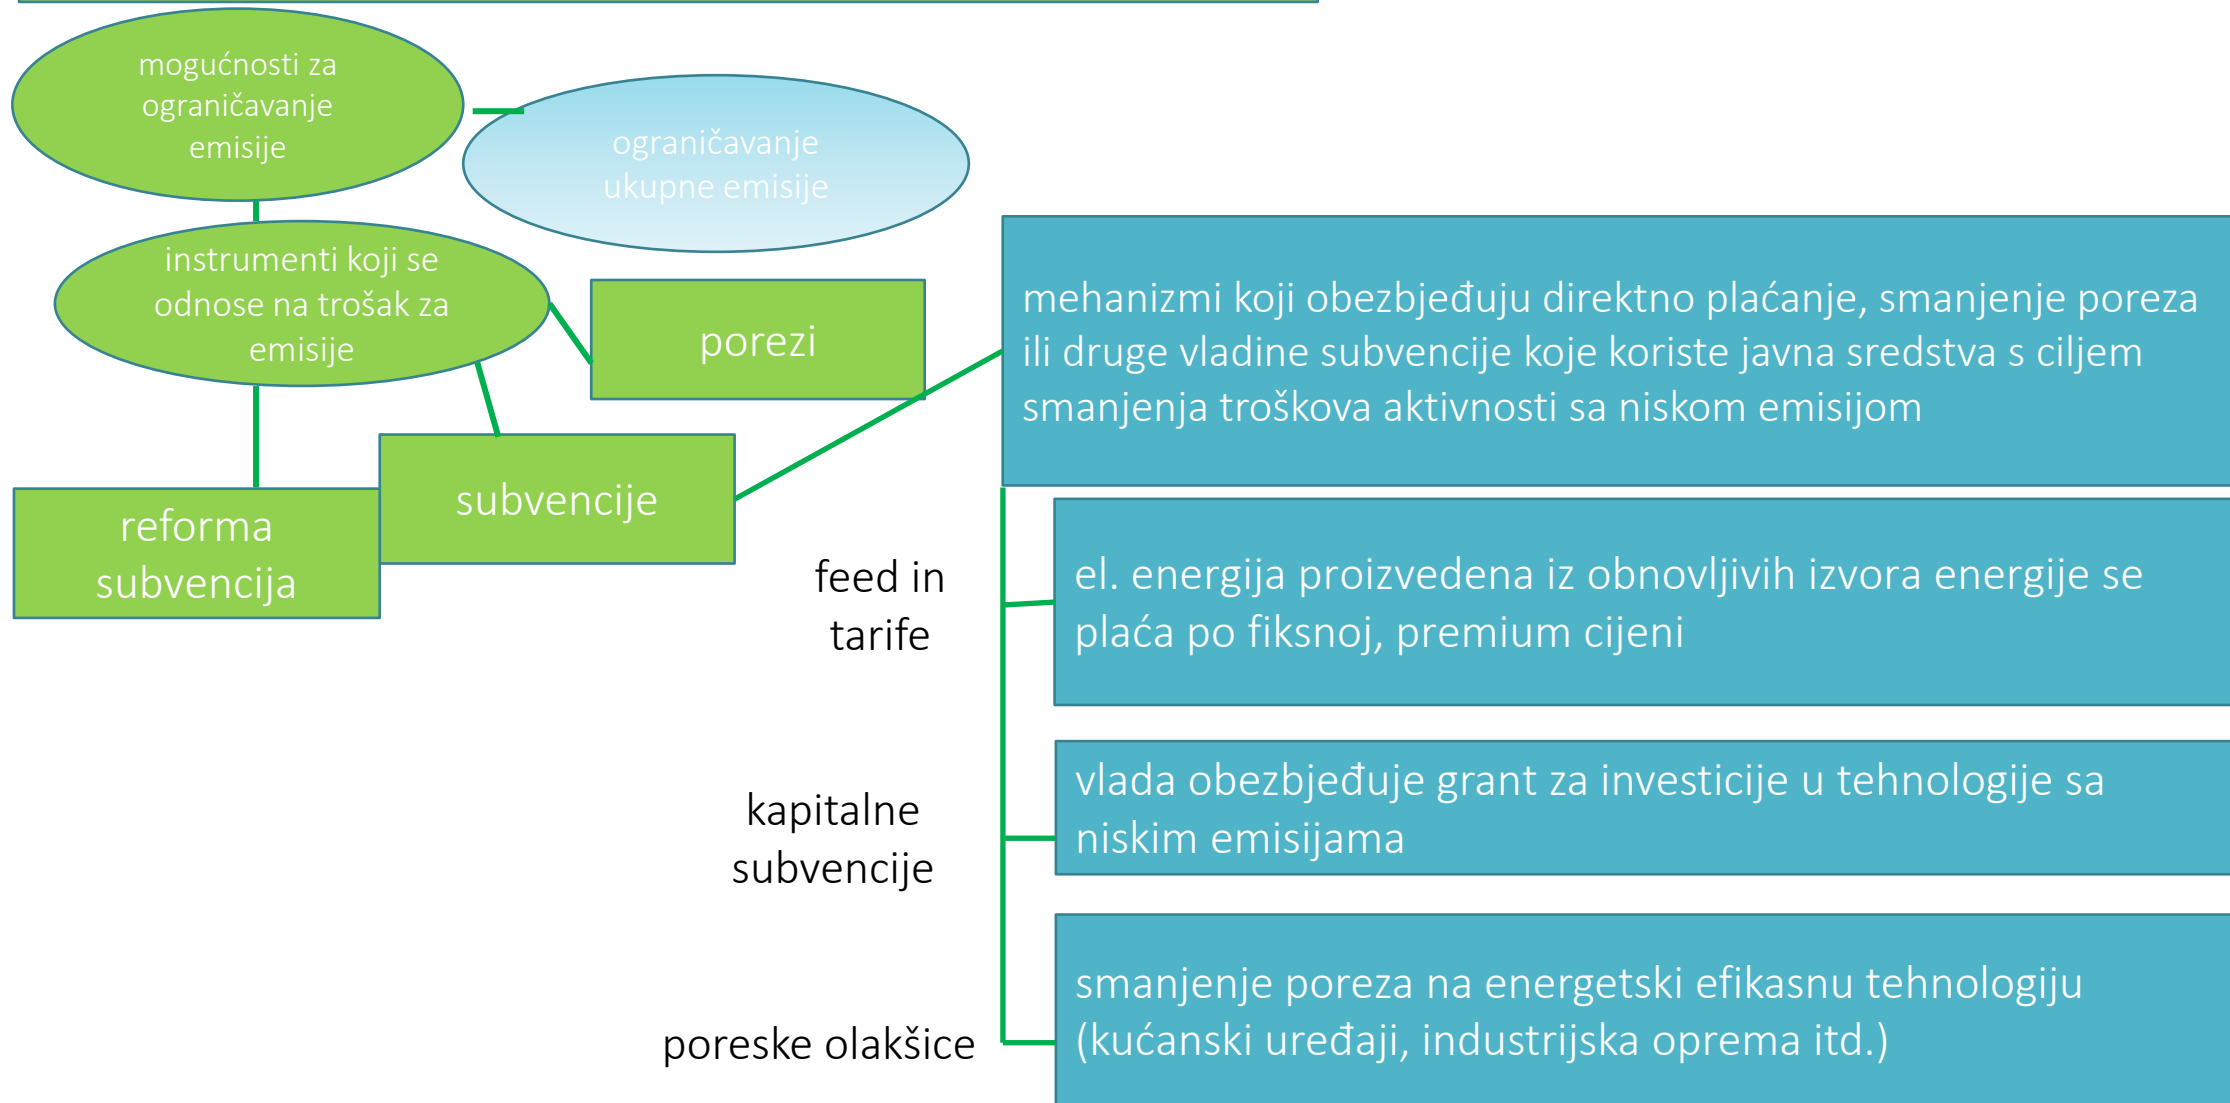 mogućnosti za
ograničavanje
emisije
ograničavanje
ukupne emisije
instrumenti koji se
odnose na trošak za
emisije
porezi
mehanizmi koji obezbjeđuju direktno plaćanje, smanjenje poreza
ili druge vladine subvencije koje koriste javna sredstva s ciljem
smanjenja troškova aktivnosti sa niskom emisijom
subvencije
reforma
subvencija
feed in
tarife
el. energija proizvedena iz obnovljivih izvora energije se
plaća po fiksnoj, premium cijeni
kapitalne
subvencije
vlada obezbjeđuje grant za investicije u tehnologije sa
niskim emisijama
poreske olakšice
smanjenje poreza na energetski efikasnu tehnologiju
(kućanski uređaji, industrijska oprema itd.)